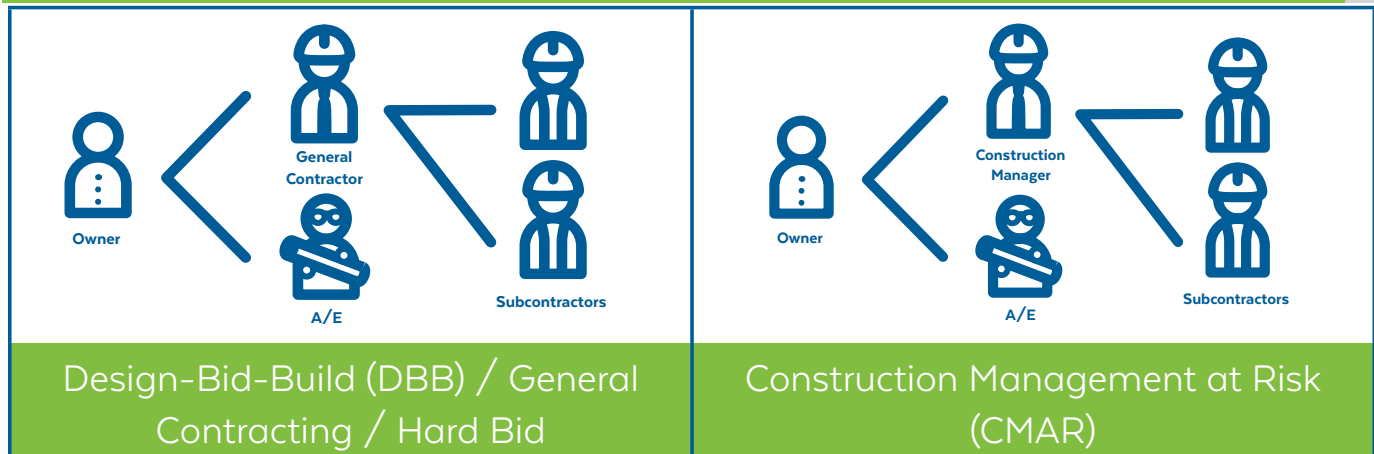 General
Contractor
Owner
A/E
Subcontractors
Design-Bid-Build (DBB) / General
Contracting / Hard Bid
Construction
Manager
Owner
A/E
Subcontractors
Construction Management at Risk
(CMAR)